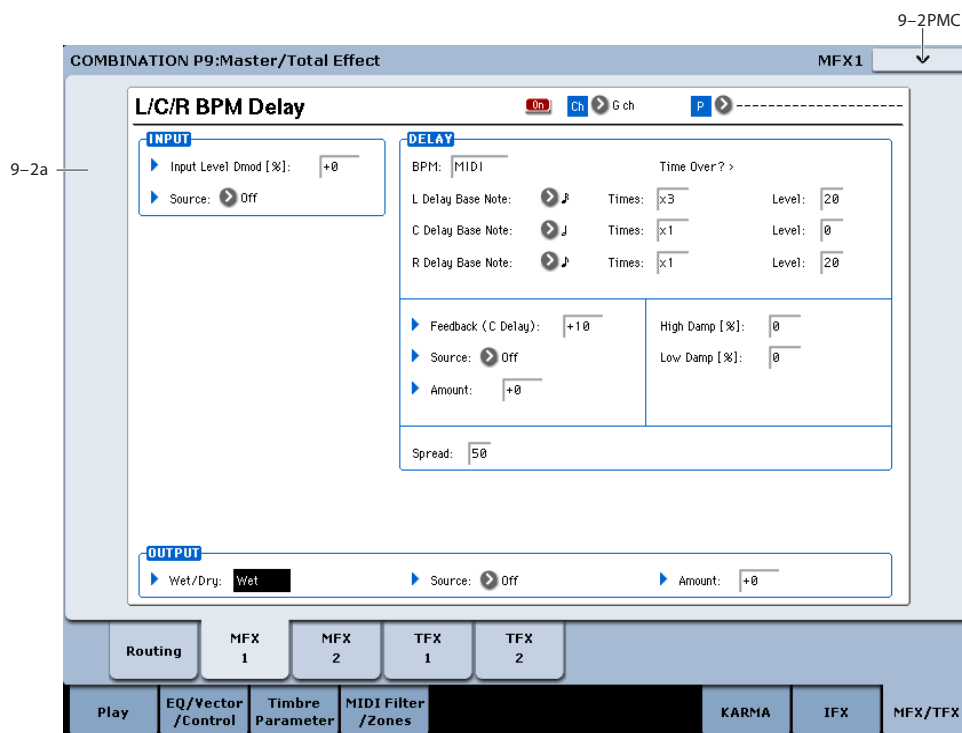 9–2PMC
COMBINATION P9:Master/Total Effect MFX1
L/C/R BPM Delay On Ch G ch P ----------------------
9–2a
INPUT
Input Level Dmod [%]: +0
Source: Off
DELAY
BPM: MIDI Time Over? >
L Delay Base Note: Times: x3 Level: 20
C Delay Base Note: Times: x1 Level: 0
R Delay Base Note: Times: x1 Level: 20
Feedback (C Delay): +10 High Damp [%]: 0
Source: Off Low Damp [%]: 0
Amount: +0
Spread: 50
OUTPUT
Wet/Dry: Wet Source: Off Amount: +0
Routing MFX 1 MFX 2 TFX 1 TFX 2
Play EQ/Vector /Control Timbre Parameter MIDI Filter /Zones KARMA IFX MFX/TFX